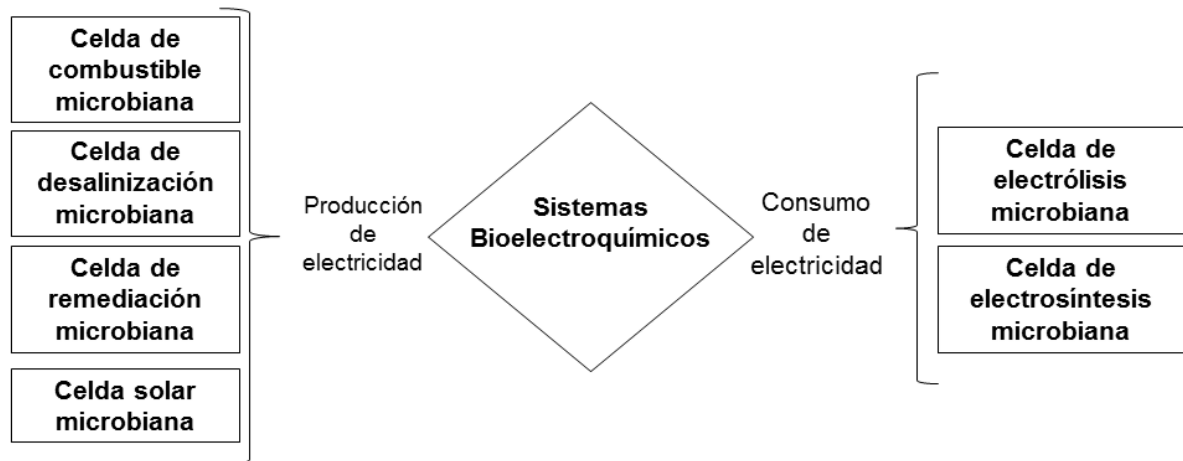 Celda de
combustible
microbiana
Celda de
desalinización
microbiana
Celda de
remediación
microbiana
Celda solar
microbiana
Producción
de
electricidad
Sistemas
Bioelectroquímicos
Consumo
de
electricidad
Celda de
electrólisis
microbiana
Celda de
electrosíntesis
microbiana